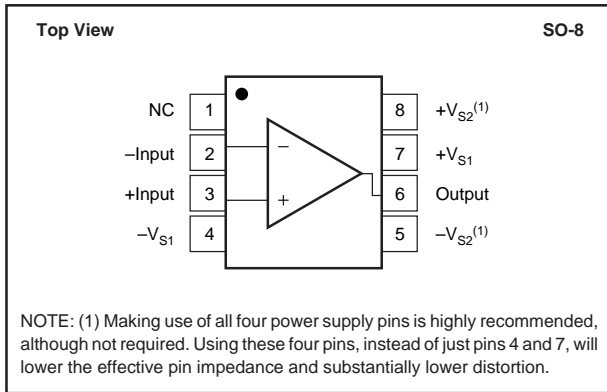 Top View SO-8
NC 1 8 +VS2(1)
–Input 2 – 7 +VS1
+Input 3 + 6 Output
–VS1 4 5 –VS2(1)
NOTE: (1) Making use of all four power supply pins is highly recommended,
although not required. Using these four pins, instead of just pins 4 and 7, will
lower the effective pin impedance and substantially lower distortion.